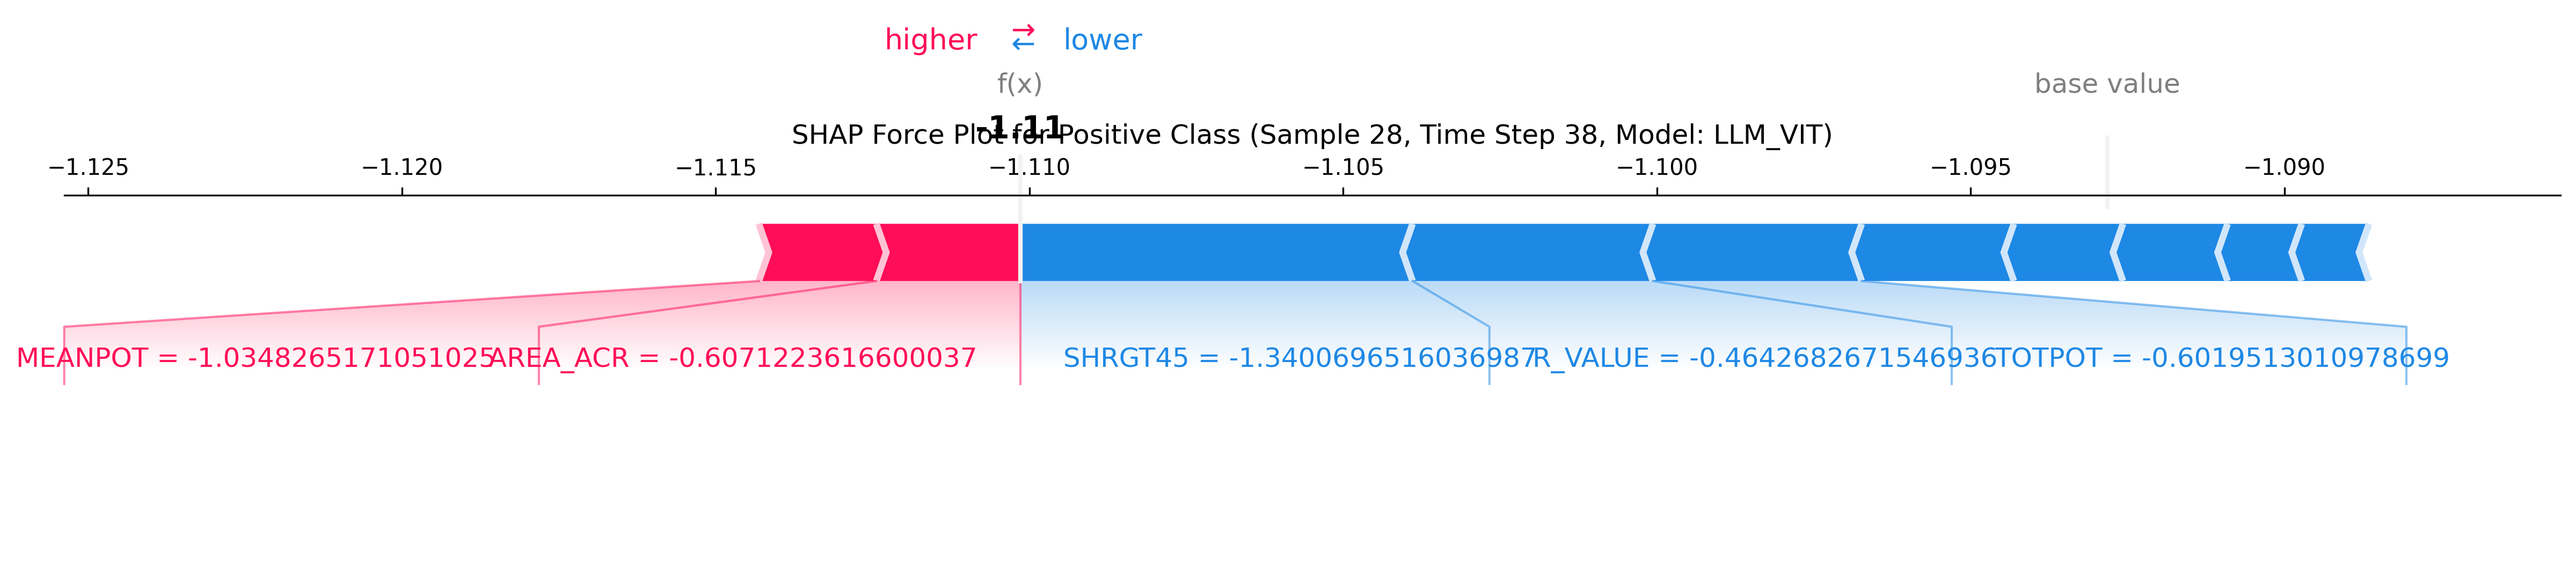 higher ⇄ lower
f(x)
base value
-1.11
SHAP Force Plot for Positive Class (Sample 28, Time Step 38, Model: LLM_VIT)
−1.125 −1.120 −1.115 −1.110 −1.105 −1.100 −1.095 −1.090
MEANPOT = -1.0348265171051025 AREA_ACR = -0.6071223616600037 SHRGT45 = -1.3400696516036987 R_VALUE = -0.4642682671546936 TOTPOT = -0.6019513010978699